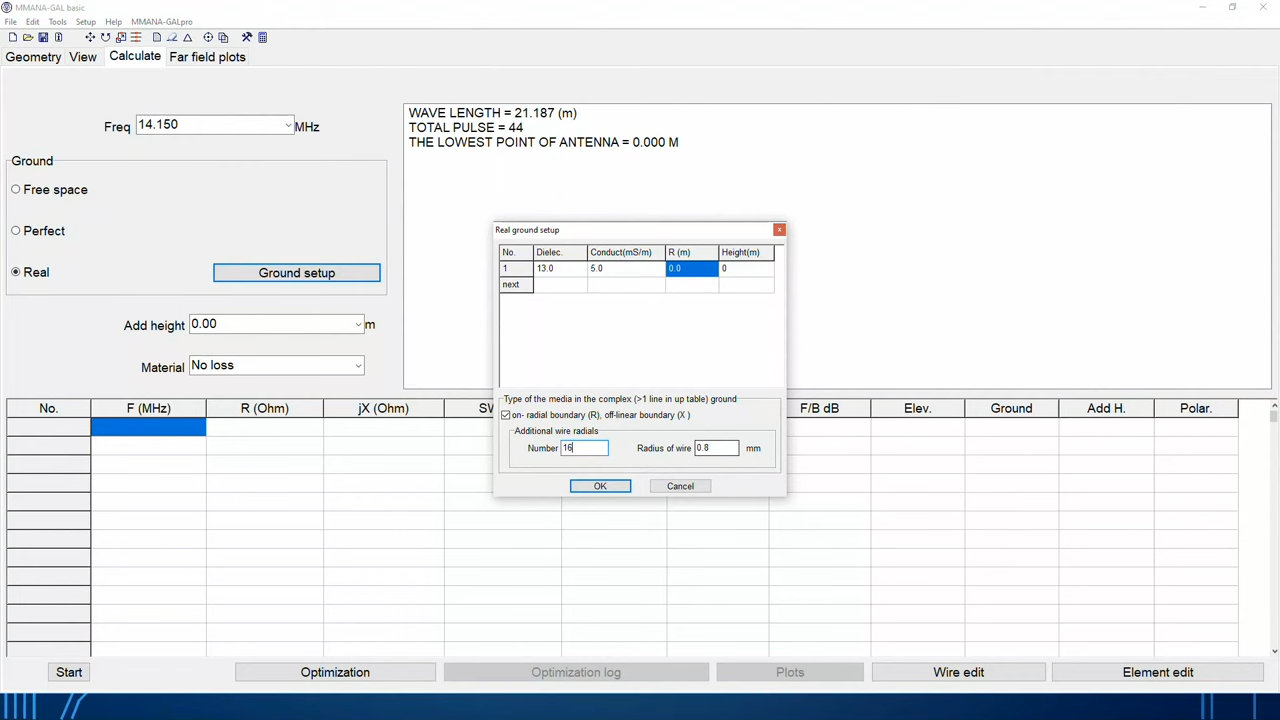 MMANA-GAL basic
File Edit Tools Setup Help MMANA-GALpro
Geometry View Calculate Far field plots
Freq 14.150 MHz
Ground
Free space
Perfect
Real Ground setup
Add height 0.00 m
Material No loss
WAVE LENGTH = 21.187 (m)
TOTAL PULSE = 44
THE LOWEST POINT OF ANTENNA = 0.000 M
Real ground setup
No. Dielec. Conduct(mS/m) R (m) Height(m)
1 13.0 5.0 0.0 0
next
Type of the media in the complex (>1 line in up table) ground
on- radial boundary (R), off-linear boundary (X )
Additional wire radials
Number 16 Radius of wire 0.8 mm
OK Cancel
No. F (MHz) R (Ohm) jX (Ohm) SW F/B dB Elev. Ground Add H. Polar.
Start Optimization Optimization log Plots Wire edit Element edit